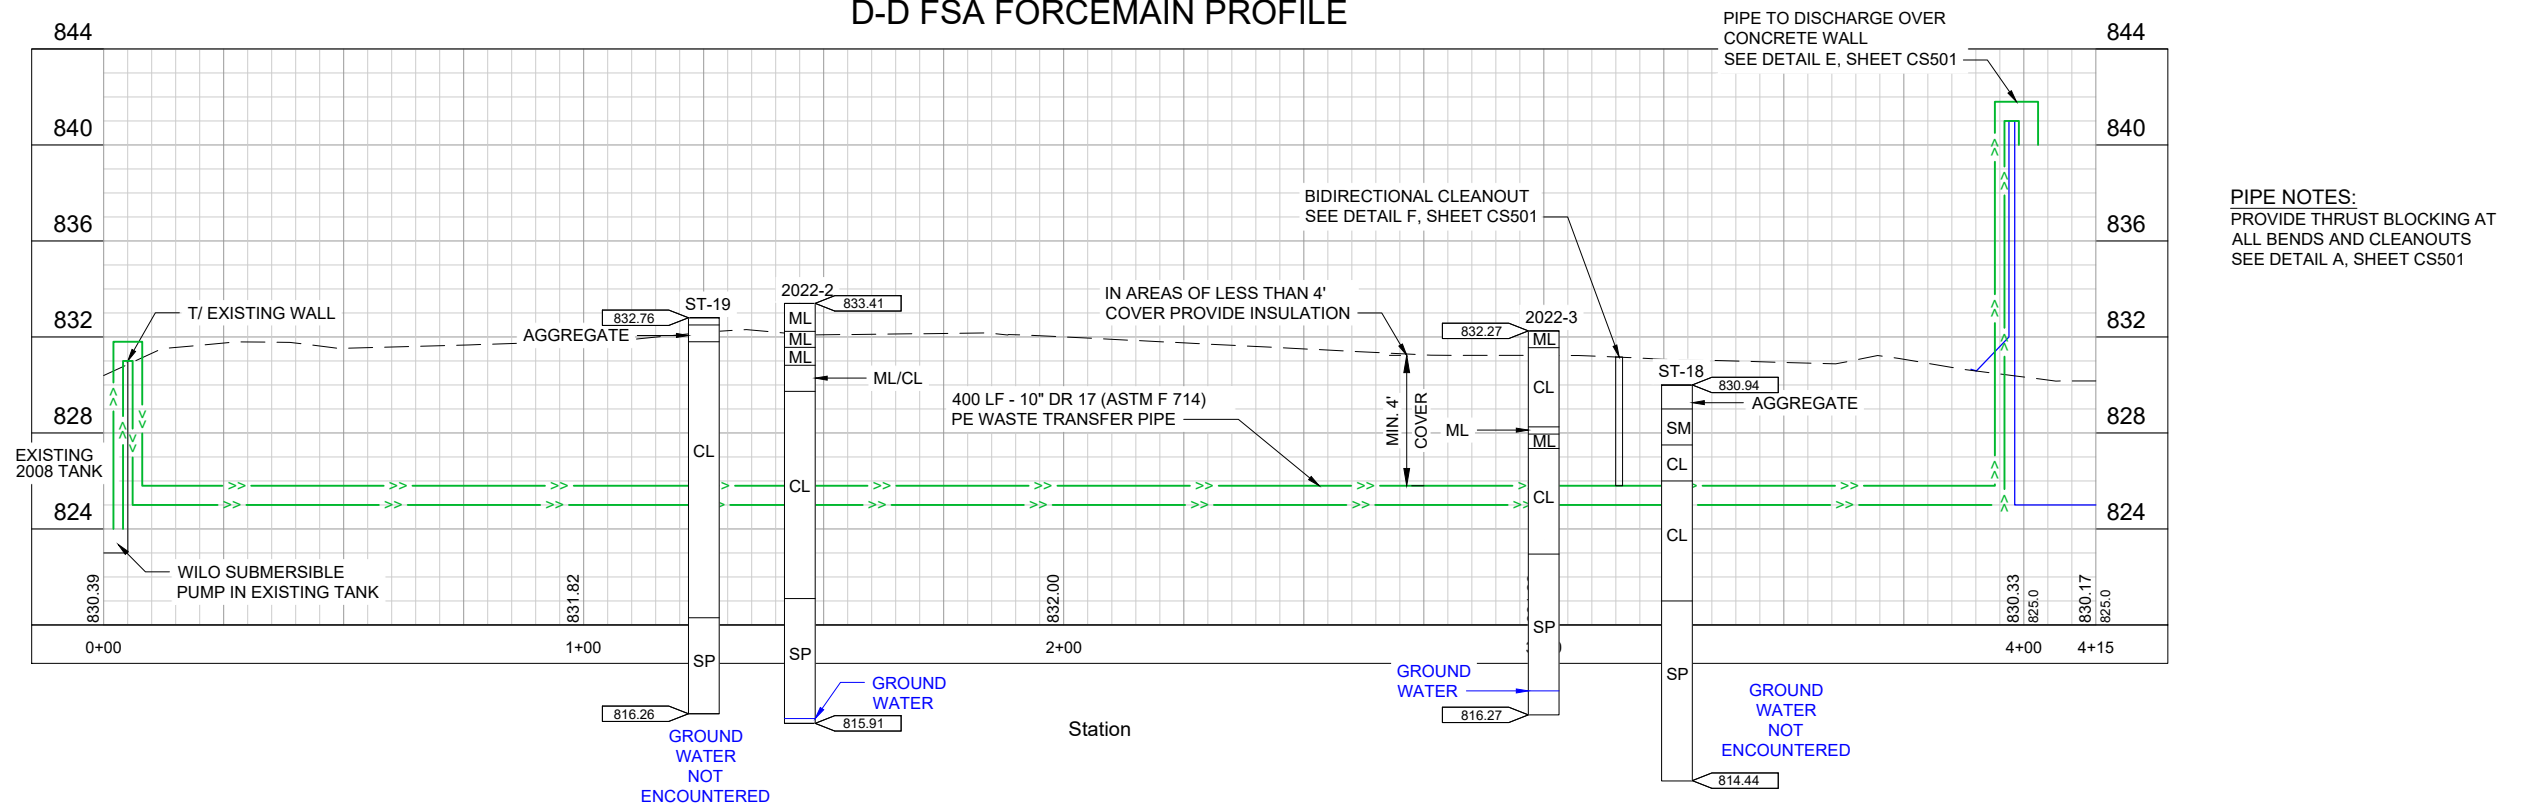 D-D FSA FORCEMAIN PROFILE
PIPE TO DISCHARGE OVER
CONCRETE WALL
SEE DETAIL E, SHEET CS501
844
844
840
840
836
836
832
832
828
828
824
824
BIDIRECTIONAL CLEANOUT
SEE DETAIL F, SHEET CS501
PIPE NOTES:
PROVIDE THRUST BLOCKING AT
ALL BENDS AND CLEANOUTS
SEE DETAIL A, SHEET CS501
T/ EXISTING WALL
ST-19
832.76
AGGREGATE
CL
SP
816.26
GROUND
WATER
NOT
ENCOUNTERED
2022-2
833.41
ML
ML
ML
ML/CL
CL
SP
GROUND
WATER
815.91
IN AREAS OF LESS THAN 4'
COVER PROVIDE INSULATION
400 LF - 10" DR 17 (ASTM F 714)
PE WASTE TRANSFER PIPE
MIN. 4'
COVER
2022-3
832.27
ML
CL
ML
ML
CL
SP
GROUND
WATER
816.27
ST-18
830.94
AGGREGATE
SM
CL
CL
SP
814.44
GROUND
WATER
NOT
ENCOUNTERED
EXISTING
2008 TANK
WILO SUBMERSIBLE
PUMP IN EXISTING TANK
830.39
831.82
832.00
830.33
825.0
830.17
825.0
0+00
1+00
2+00
4+00
4+15
Station